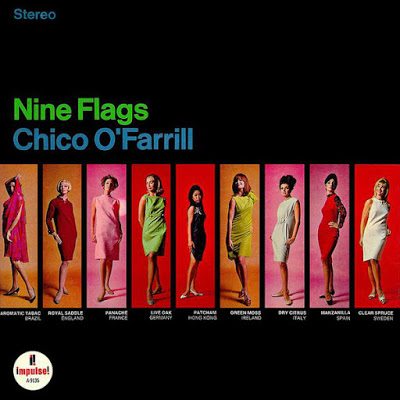 Stereo
Nine Flags
Chico O'Farrill
AROMATIC TABAC
BRAZIL
ROYAL SADDLE
ENGLAND
PANACHE
FRANCE
LIVE OAK
GERMANY
PATCHAM
HONG KONG
GREEN MOSS
IRELAND
DRY CITRUS
ITALY
MANZANILLA
SPAIN
CLEAR SPRUCE
SWEDEN
impulse!
A-9135